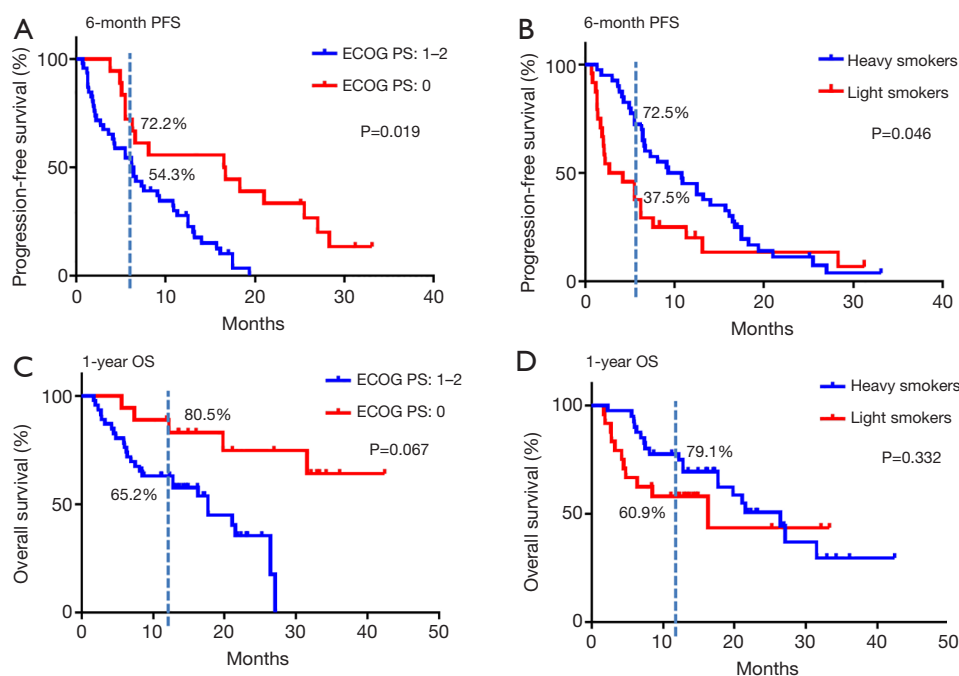 A
6-month PFS
ECOG PS: 1–2
ECOG PS: 0
P=0.019
72.2%
54.3%
Progression-free survival (%)
100
50
0
0 10 20 30 40
Months
B
6-month PFS
Heavy smokers
Light smokers
P=0.046
72.5%
37.5%
Progression-free survival (%)
100
50
0
0 10 20 30 40
Months
C
1-year OS
ECOG PS: 1–2
ECOG PS: 0
P=0.067
80.5%
65.2%
Overall survival (%)
100
50
0
0 10 20 30 40 50
Months
D
1-year OS
Heavy smokers
Light smokers
P=0.332
79.1%
60.9%
Overall survival (%)
100
50
0
0 10 20 30 40 50
Months